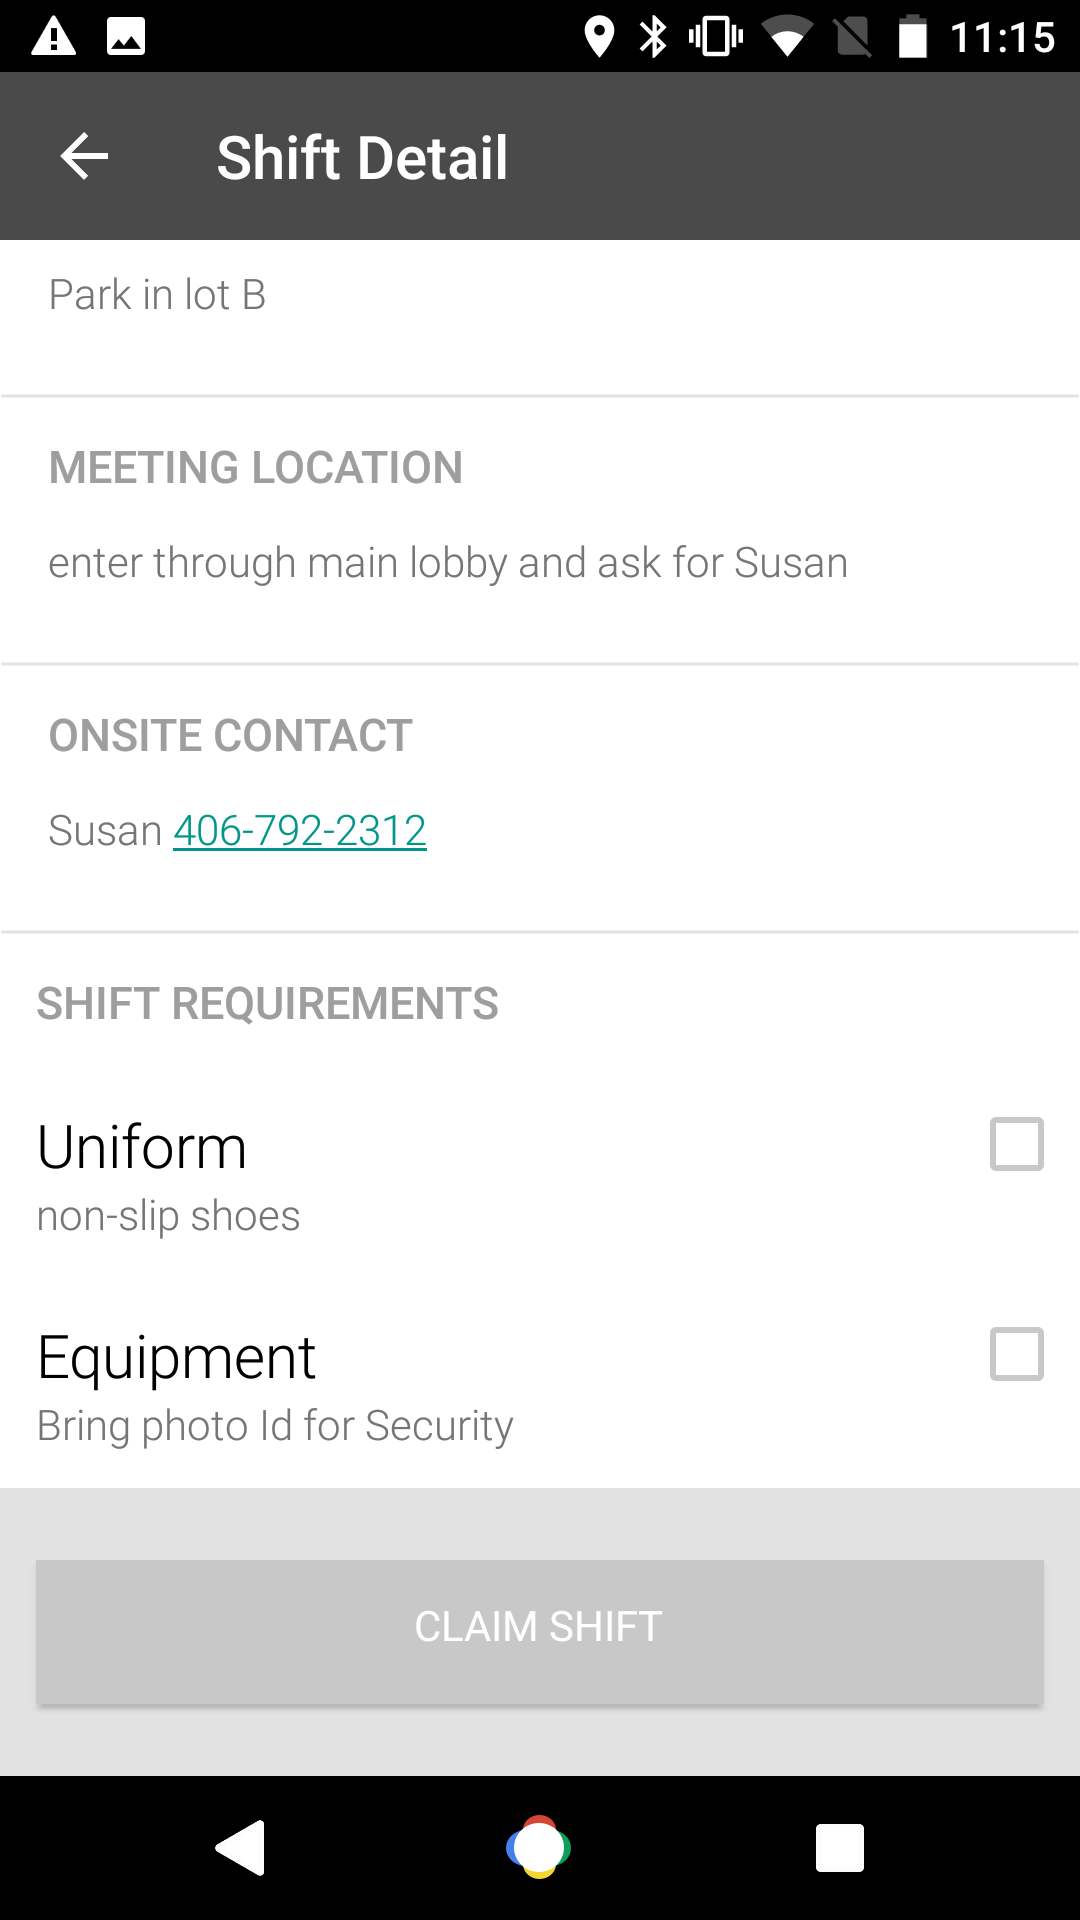 11:15
Shift Detail
Park in lot B
MEETING LOCATION
enter through main lobby and ask for Susan
ONSITE CONTACT
Susan 406-792-2312
SHIFT REQUIREMENTS
Uniform
non-slip shoes
Equipment
Bring photo Id for Security
CLAIM SHIFT